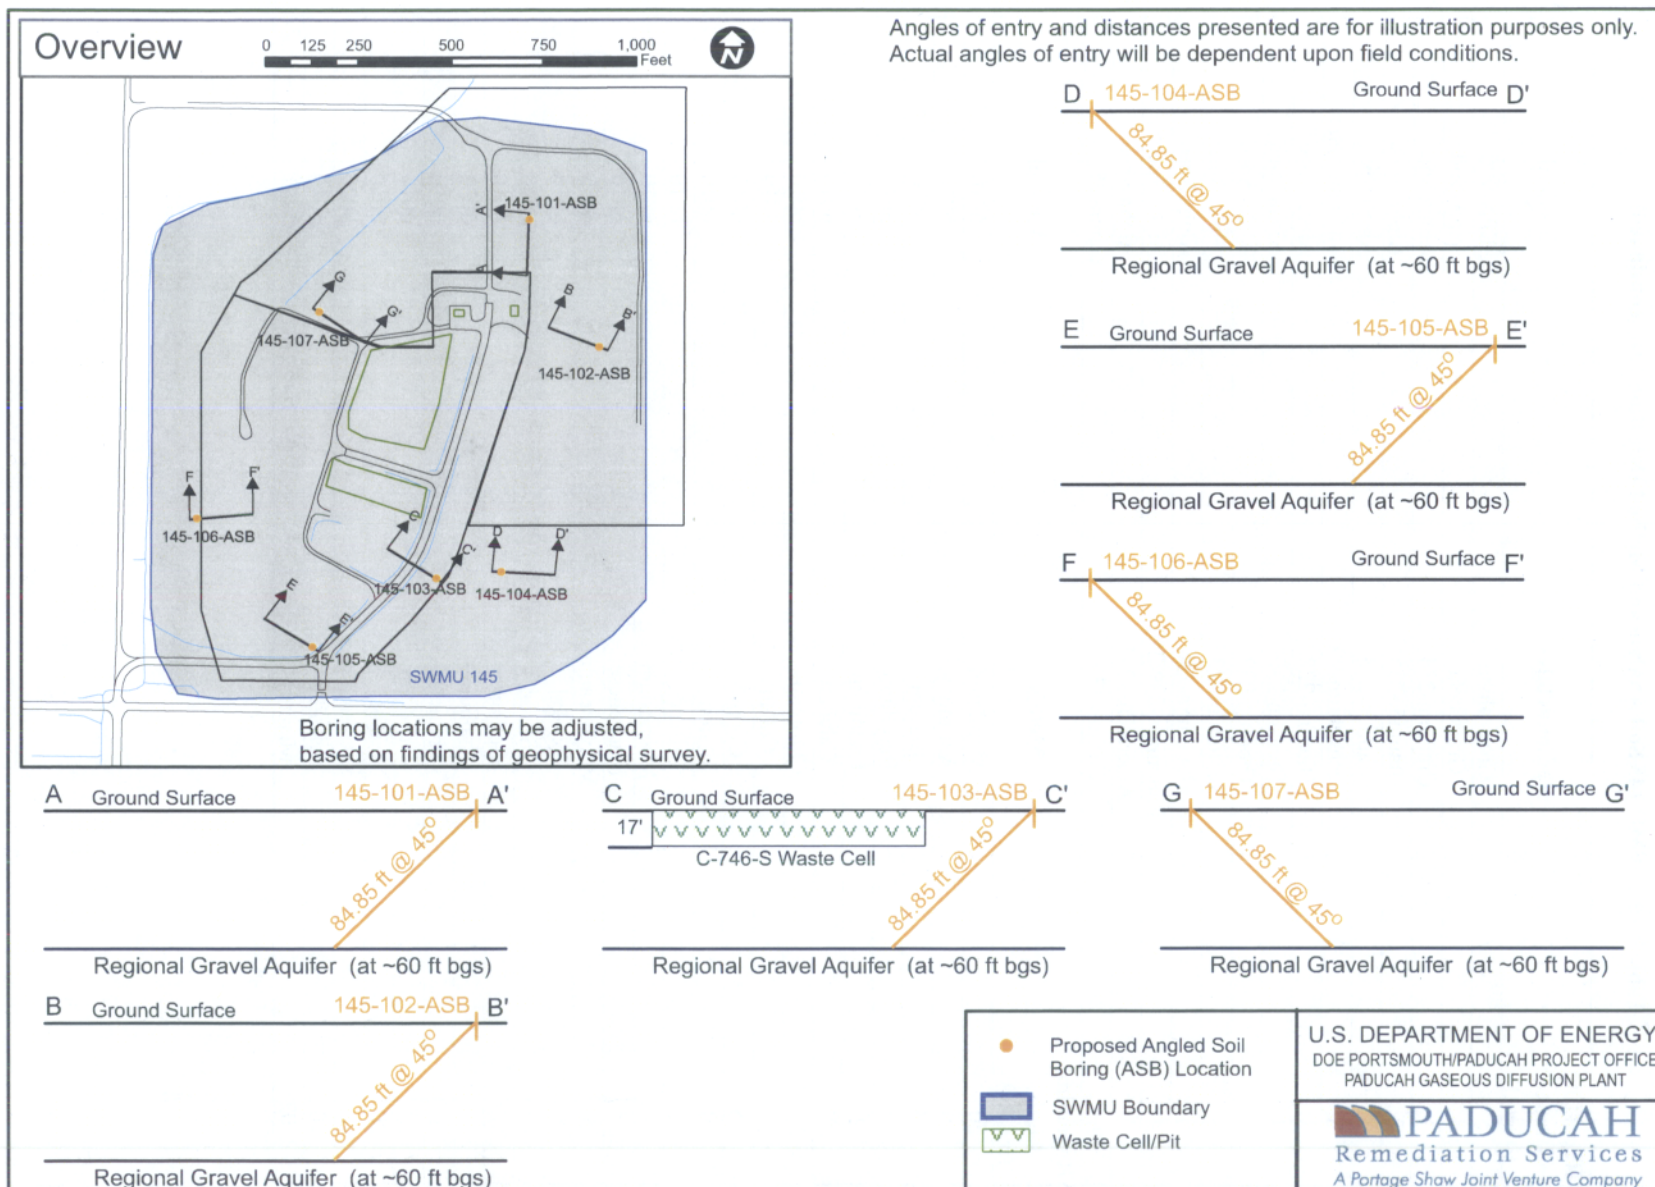 Overview
0 125 250 500 750 1,000
Feet
N
Angles of entry and distances presented are for illustration purposes only.
Actual angles of entry will be dependent upon field conditions.
A'
145-101-ASB
A
B
B'
145-102-ASB
G
G'
145-107-ASB
F
F'
145-106-ASB
C
C'
145-103-ASB
D
D'
145-104-ASB
E
E'
145-105-ASB
SWMU 145
Boring locations may be adjusted,
based on findings of geophysical survey.
D 145-104-ASB Ground Surface D'
84.85 ft @ 45º
Regional Gravel Aquifer (at ~60 ft bgs)
E Ground Surface 145-105-ASB E'
84.85 ft @ 45º
Regional Gravel Aquifer (at ~60 ft bgs)
F 145-106-ASB Ground Surface F'
84.85 ft @ 45º
Regional Gravel Aquifer (at ~60 ft bgs)
A Ground Surface 145-101-ASB A'
84.85 ft @ 45º
Regional Gravel Aquifer (at ~60 ft bgs)
C Ground Surface 145-103-ASB C'
17'
C-746-S Waste Cell
84.85 ft @ 45º
Regional Gravel Aquifer (at ~60 ft bgs)
G 145-107-ASB Ground Surface G'
84.85 ft @ 45º
Regional Gravel Aquifer (at ~60 ft bgs)
B Ground Surface 145-102-ASB B'
84.85 ft @ 45º
Regional Gravel Aquifer (at ~60 ft bgs)
Proposed Angled Soil
Boring (ASB) Location
SWMU Boundary
Waste Cell/Pit
U.S. DEPARTMENT OF ENERGY
DOE PORTSMOUTH/PADUCAH PROJECT OFFICE
PADUCAH GASEOUS DIFFUSION PLANT
PADUCAH
Remediation Services
A Portage Shaw Joint Venture Company